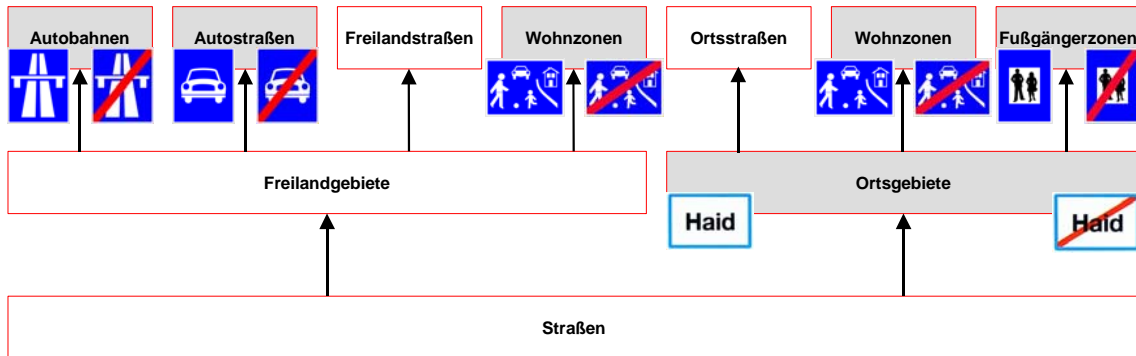 Autobahnen
Autostraßen
Freilandstraßen
Wohnzonen
Ortsstraßen
Wohnzonen
Fußgängerzonen
Freilandgebiete
Ortsgebiete
Haid
Haid
Straßen